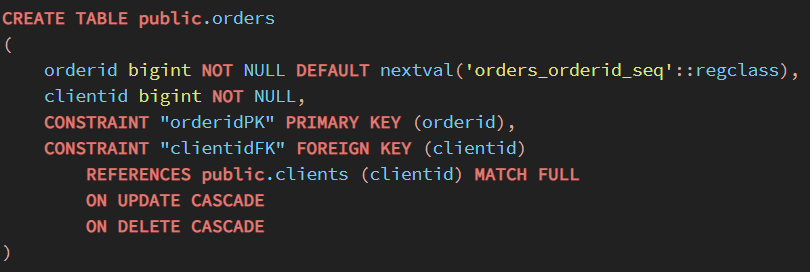 CREATE TABLE public.orders
(
    orderid bigint NOT NULL DEFAULT nextval('orders_orderid_seq'::regclass),
    clientid bigint NOT NULL,
    CONSTRAINT "orderidPK" PRIMARY KEY (orderid),
    CONSTRAINT "clientidFK" FOREIGN KEY (clientid)
        REFERENCES public.clients (clientid) MATCH FULL
        ON UPDATE CASCADE
        ON DELETE CASCADE
)